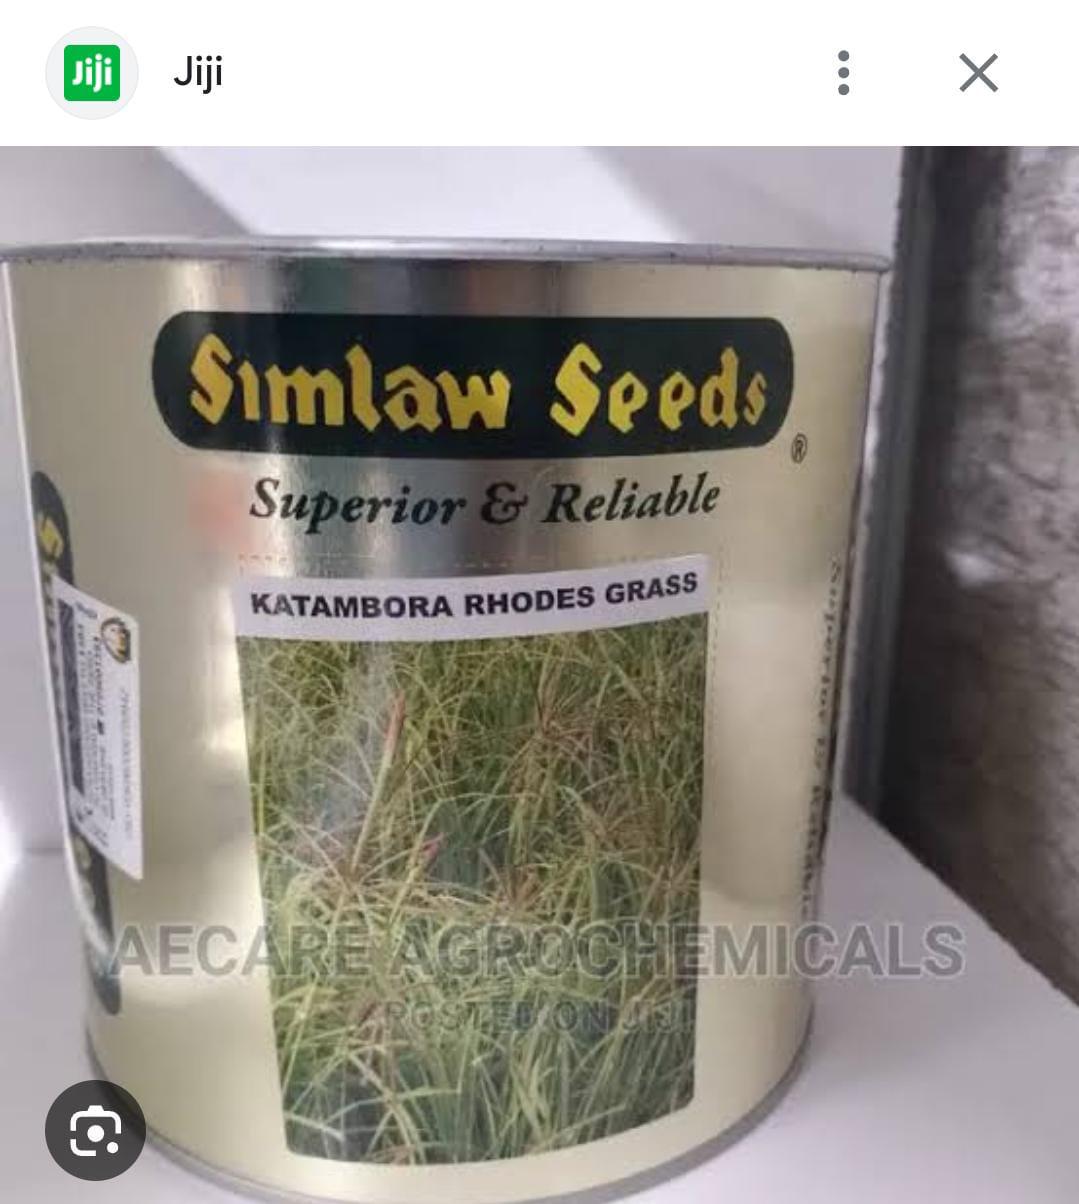 Jiji
Jiji
Simlaw Seeds
®
Superior & Reliable
KATAMBORA RHODES GRASS
AECARE AGROCHEMICALS
POSTED ON JIJI